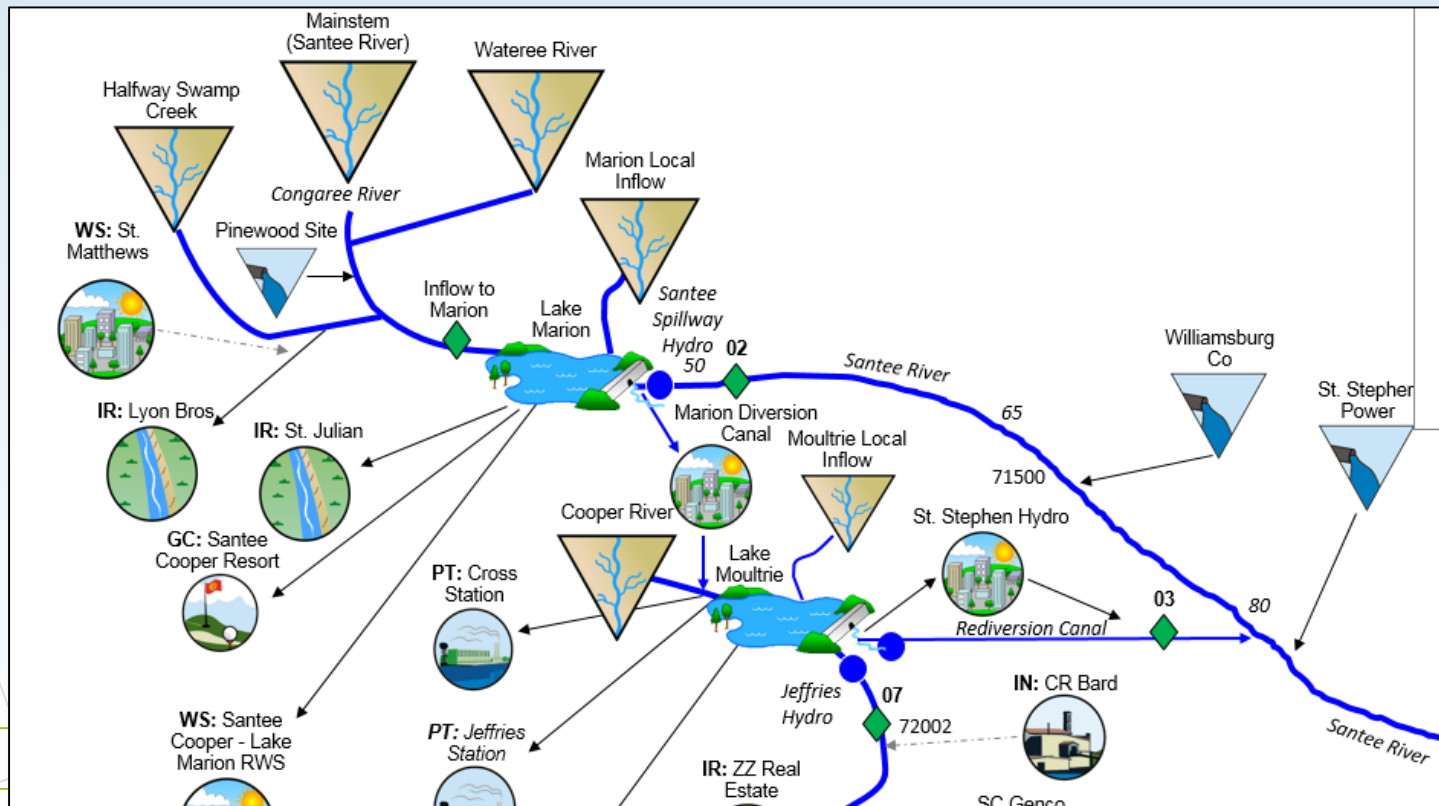 Mainstem
(Santee River)
Wateree River
Halfway Swamp
Creek
Marion Local
Inflow
Congaree River
WS: St.
Matthews
Pinewood Site
Inflow to
Marion
Lake
Marion
Santee
Spillway
Hydro
50
02
Santee River
Williamsburg
Co
St. Stepher
Power
65
71500
IR: Lyon Bros
IR: St. Julian
Marion Diversion
Canal
Moultrie Local
Inflow
GC: Santee
Cooper Resort
Cooper River
St. Stephen Hydro
PT: Cross
Station
Lake
Moultrie
80
03
Rediversion Canal
Jeffries
Hydro
07
72002
IN: CR Bard
WS: Santee
Cooper - Lake
Marion RWS
PT: Jeffries
Station
IR: ZZ Real
Estate
Santee River
SC Genco